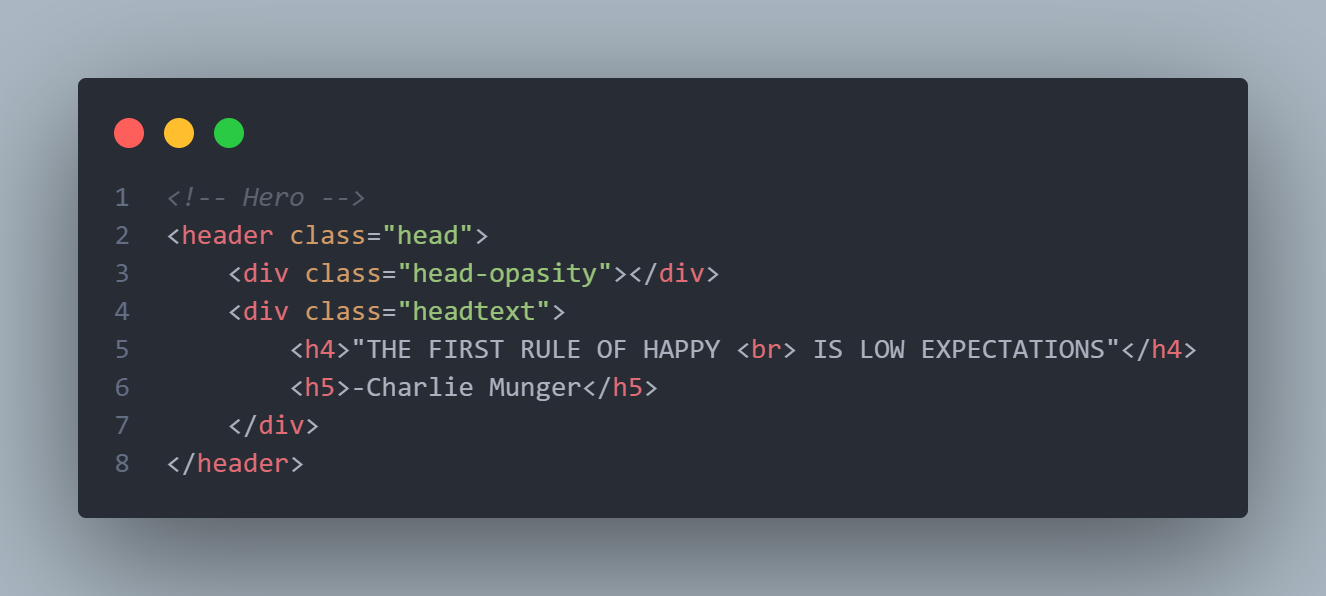 1 <!-- Hero -->
2 <header class="head">
3     <div class="head-opasity"></div>
4     <div class="headtext">
5         <h4>"THE FIRST RULE OF HAPPY <br> IS LOW EXPECTATIONS"</h4>
6         <h5>-Charlie Munger</h5>
7     </div>
8 </header>